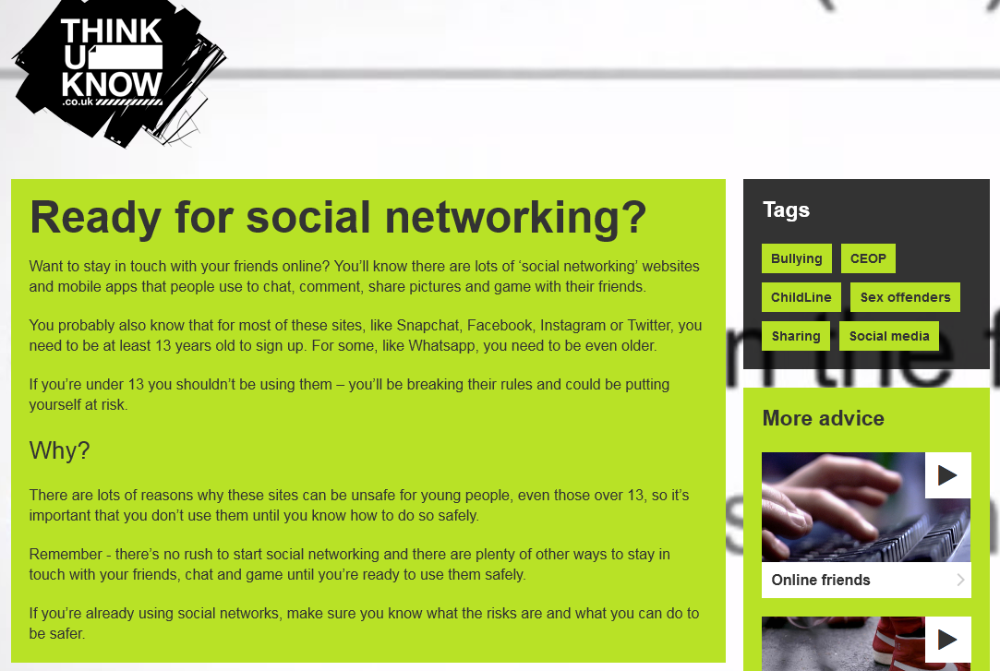 THINK
U
KNOW
.co.uk
Ready for social networking?
Want to stay in touch with your friends online? You’ll know there are lots of ‘social networking’ websites
and mobile apps that people use to chat, comment, share pictures and game with their friends.
You probably also know that for most of these sites, like Snapchat, Facebook, Instagram or Twitter, you
need to be at least 13 years old to sign up. For some, like Whatsapp, you need to be even older.
If you’re under 13 you shouldn’t be using them – you’ll be breaking their rules and could be putting
yourself at risk.
Why?
There are lots of reasons why these sites can be unsafe for young people, even those over 13, so it’s
important that you don’t use them until you know how to do so safely.
Remember - there’s no rush to start social networking and there are plenty of other ways to stay in
touch with your friends, chat and game until you’re ready to use them safely.
If you’re already using social networks, make sure you know what the risks are and what you can do to
be safer.
Tags
Bullying CEOP
ChildLine Sex offenders
Sharing Social media
More advice
Online friends